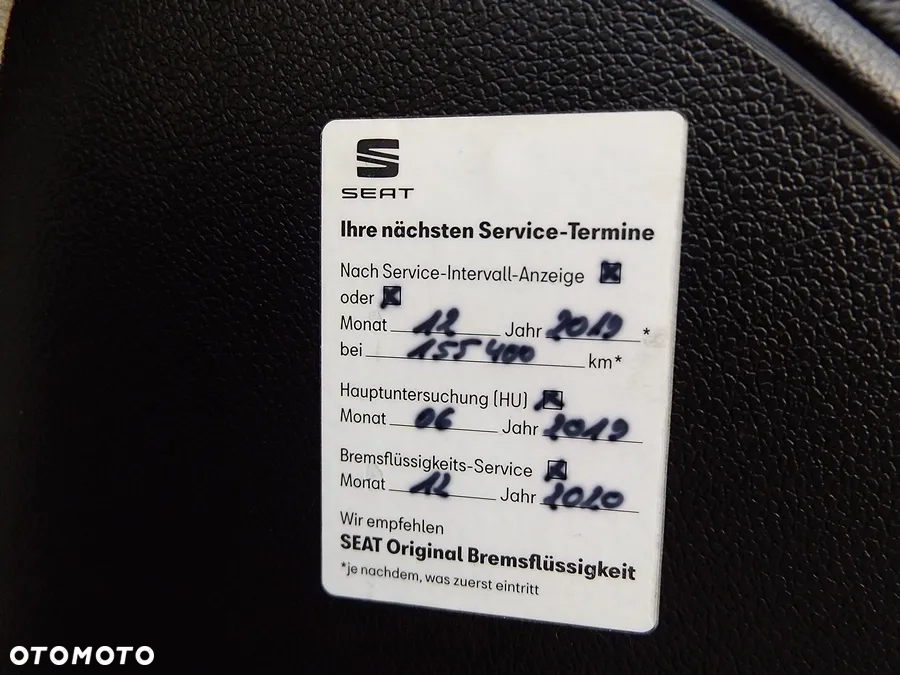 SEAT
Ihre nächsten Service-Termine
Nach Service-Intervall-Anzeige
oder
Monat 12 Jahr 2019 *
bei 155 400 km*
Hauptuntersuchung (HU)
Monat 06 Jahr 2019
Bremsflüssigkeits-Service
Monat 12 Jahr 2020
Wir empfehlen
SEAT Original Bremsflüssigkeit
*je nachdem, was zuerst eintritt
OTOMOTO